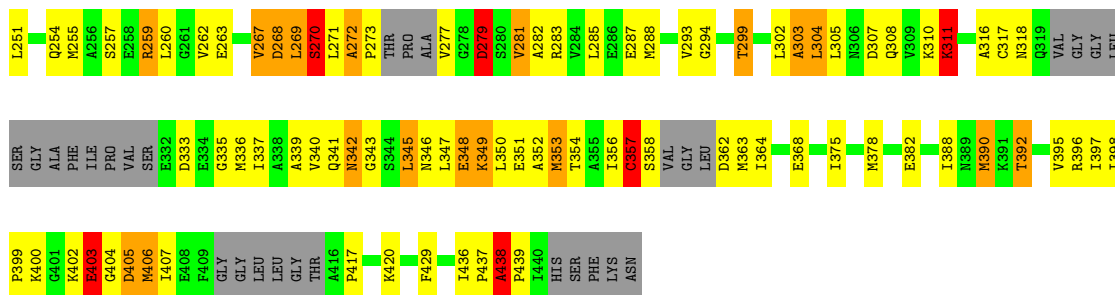 L251 Q254 M255 A256 S257 E258 R259 L260 G261 V262 E263 V267 D268 L269 S270 L271 A272 P273 THR PRO ALA V277 G278 D279 S280 V281 A282 R283 V284 L285 E286 E287 M288 V293 G294 T299 L302 A303 L304 L305 N306 D307 Q308 V309 K310 K311 A316 C317 N318 Q319 VAL GLY GLY LEU
SER GLY ALA PHE ILE PRO VAL SER E332 D333 E334 G335 M336 I337 A338 A339 V340 Q341 N342 G343 S344 L345 N346 L347 E348 K349 L350 E351 A352 M353 T354 A355 I356 C357 S358 VAL GLY LEU D362 M363 I364 E368 I375 M378 E382 I388 N389 M390 K391 T392 V395 R396 I397
P399 K400 G401 K402 E403 G404 D405 M406 I407 E408 F409 GLY GLY LEU LEU GLY THR A416 P417 K420 F429 I436 P437 A438 P439 I440 HIS SER PHE LYS ASN